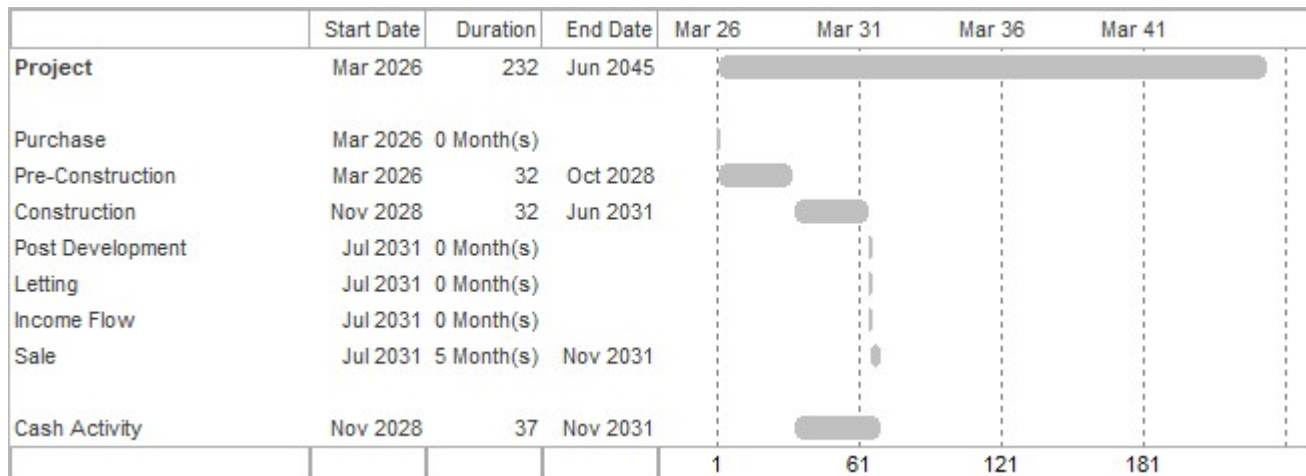 Start Date Duration End Date Mar 26 Mar 31 Mar 36 Mar 41
Project Mar 2026 232 Jun 2045
Purchase Mar 2026 0 Month(s)
Pre-Construction Mar 2026 32 Oct 2028
Construction Nov 2028 32 Jun 2031
Post Development Jul 2031 0 Month(s)
Letting Jul 2031 0 Month(s)
Income Flow Jul 2031 0 Month(s)
Sale Jul 2031 5 Month(s) Nov 2031
Cash Activity Nov 2028 37 Nov 2031
1 61 121 181